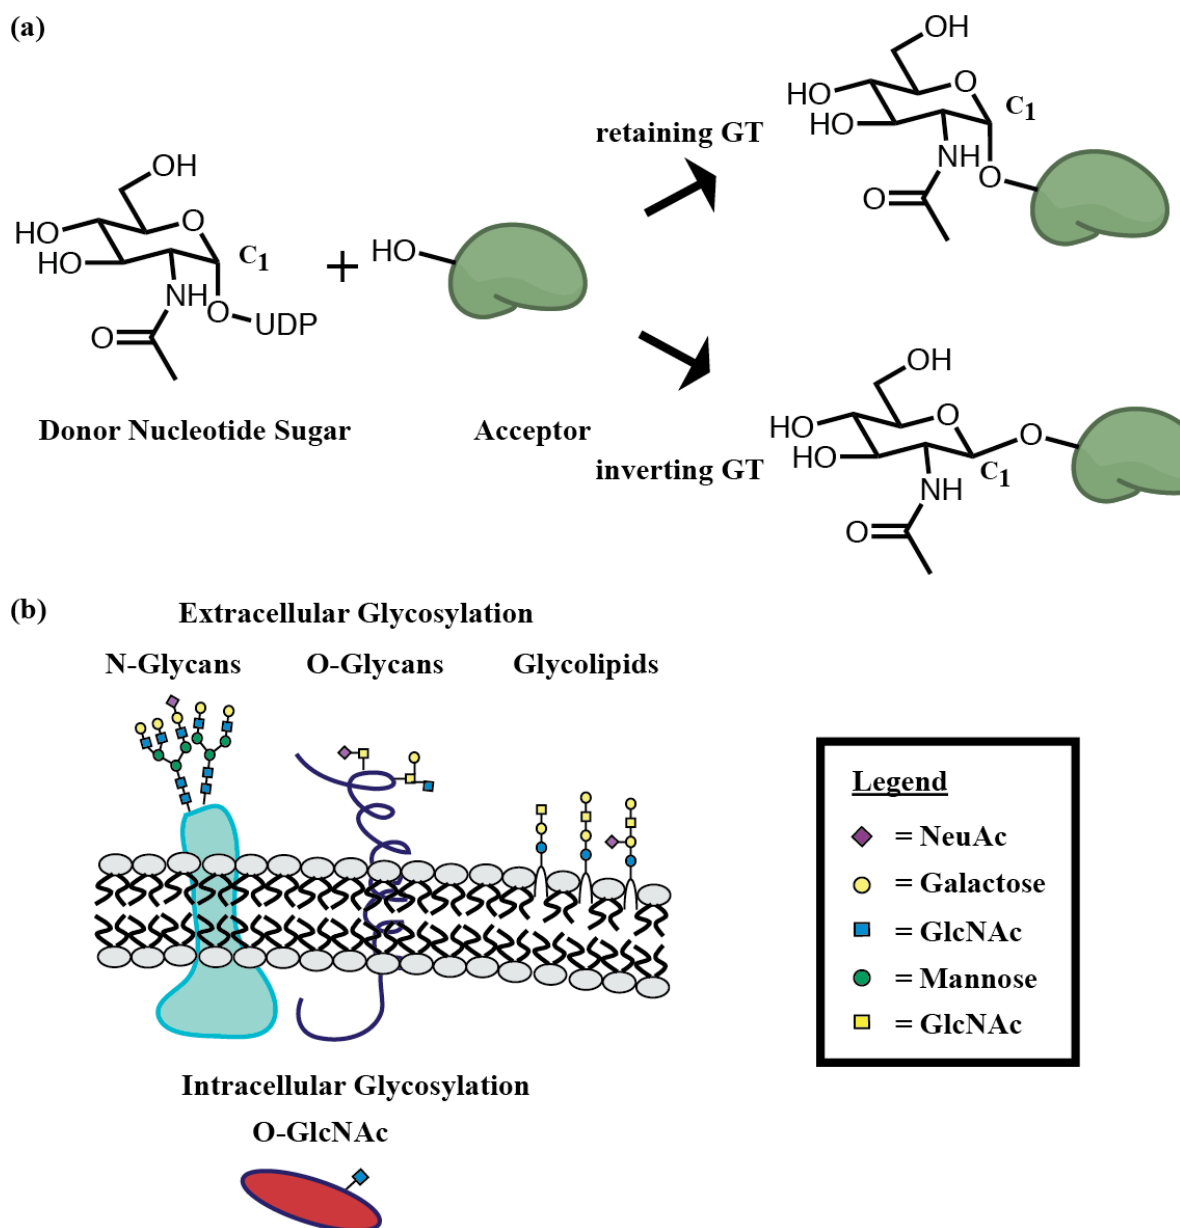 (a)
OH
O
HO
HO
C1
NH
O
O
UDP
+
HO
Donor Nucleotide Sugar
Acceptor
retaining GT
OH
O
HO
HO
C1
NH
O
O
inverting GT
OH
O
HO
HO
O
C1
NH
O
(b)
Extracellular Glycosylation
N-Glycans O-Glycans Glycolipids
Legend
= NeuAc
= Galactose
= GlcNAc
= Mannose
= GlcNAc
Intracellular Glycosylation
O-GlcNAc